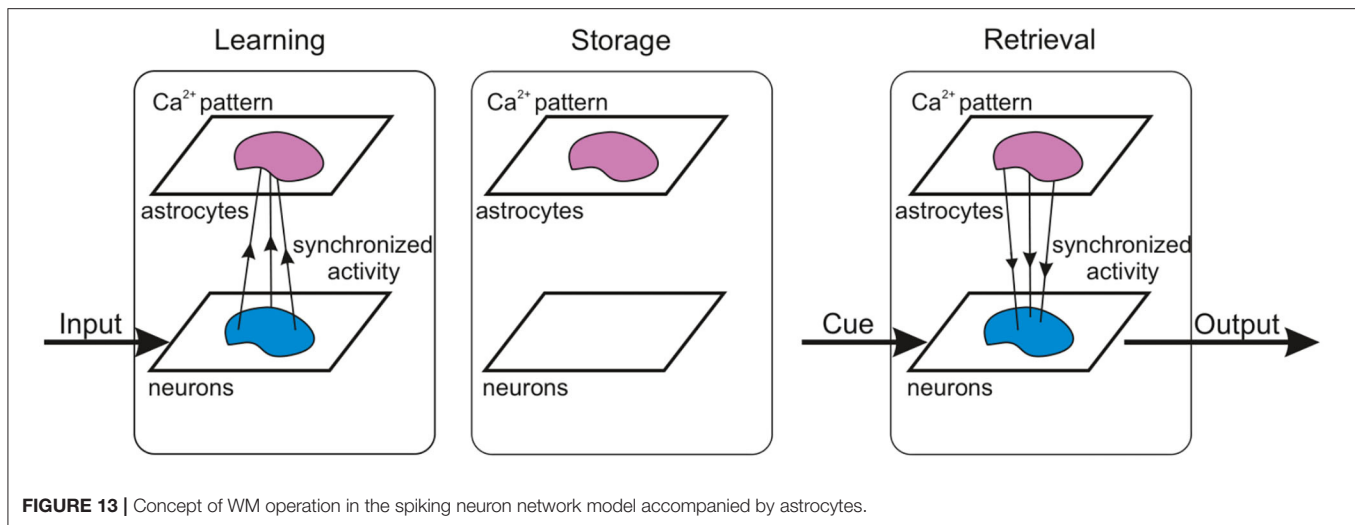 Learning
Ca²⁺ pattern
astrocytes
synchronized
activity
Input
neurons
Storage
Ca²⁺ pattern
astrocytes
neurons
Retrieval
Ca²⁺ pattern
astrocytes
synchronized
activity
Cue
Output
neurons
FIGURE 13 | Concept of WM operation in the spiking neuron network model accompanied by astrocytes.